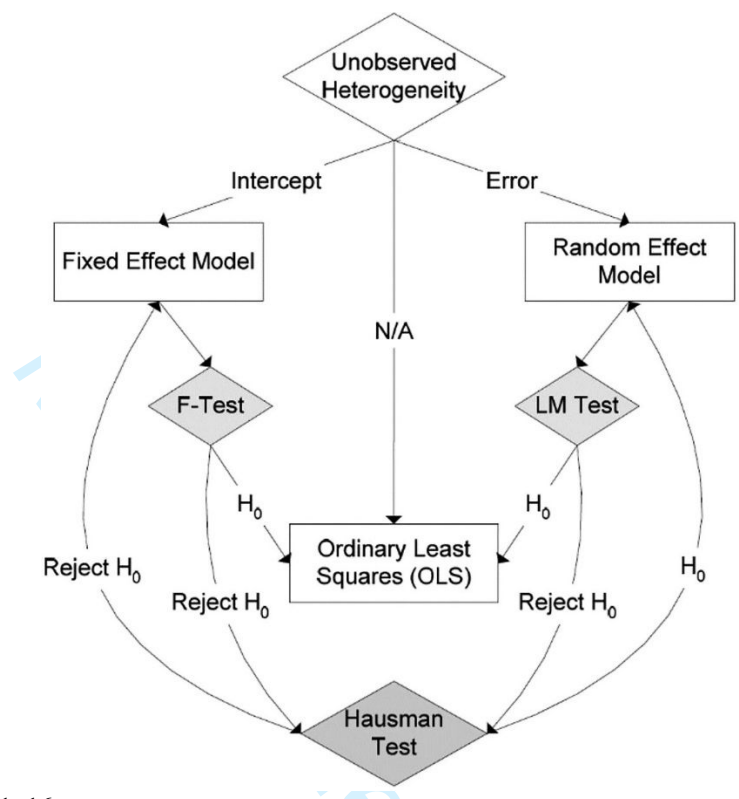 Unobserved
Heterogeneity
Intercept
Error
Fixed Effect Model
Random Effect
Model
N/A
F-Test
LM Test
H₀
H₀
Ordinary Least
Squares (OLS)
Reject H₀
Reject H₀
Reject H₀
H₀
Hausman
Test